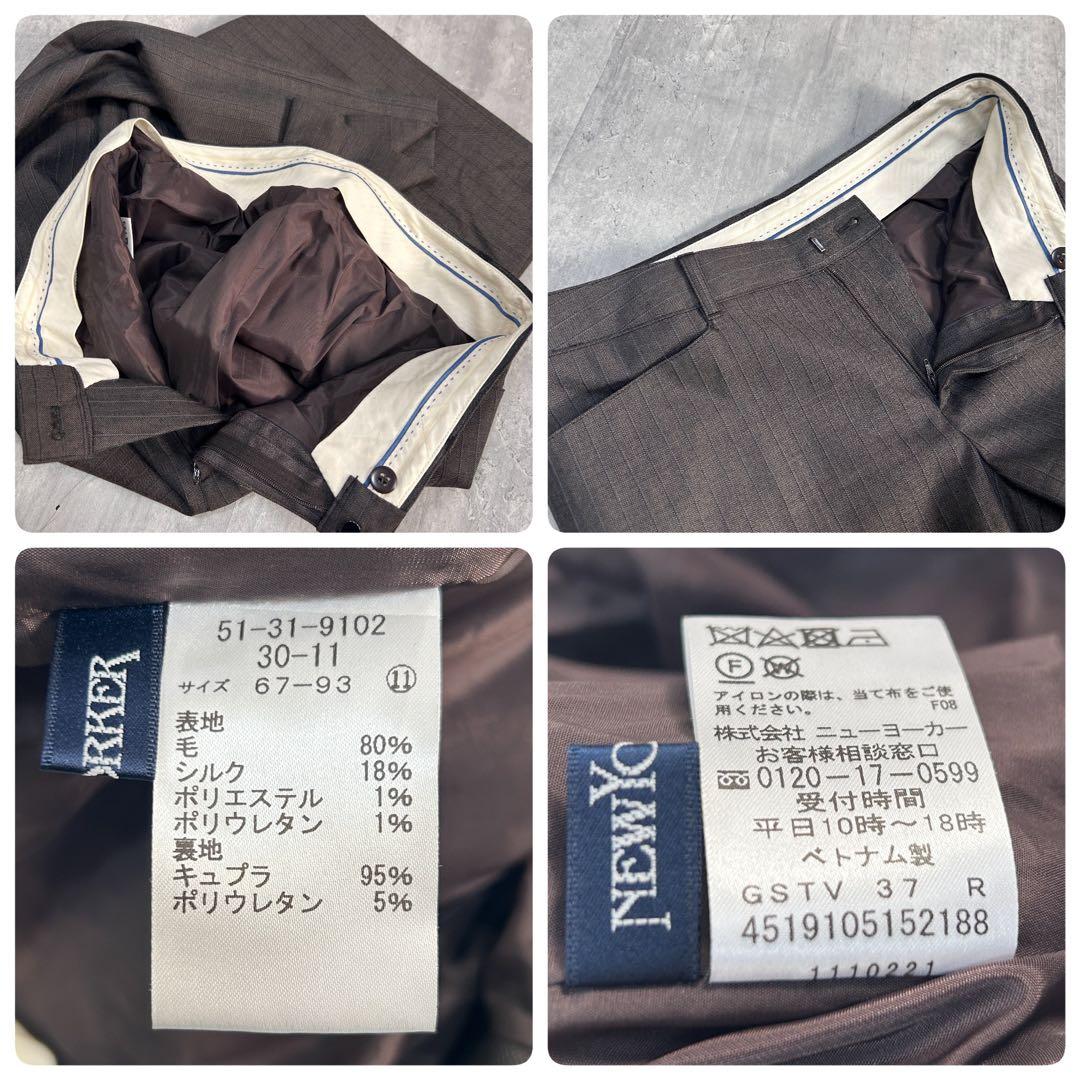 ORKER
51-31-9102
30-11
サイズ 67-93 ⑪
表地
毛 80%
シルク 18%
ポリエステル 1%
ポリウレタン 1%
裏地
キュプラ 95%
ポリウレタン 5%
NEWYO
F W
アイロンの際は、当て布をご使
用ください。 F08
株式会社 ニューヨーカー
お客様相談窓口
0120-17-0599
受付時間
平日10時〜18時
ベトナム製
GSTV 37 R
4519105152188
1110221